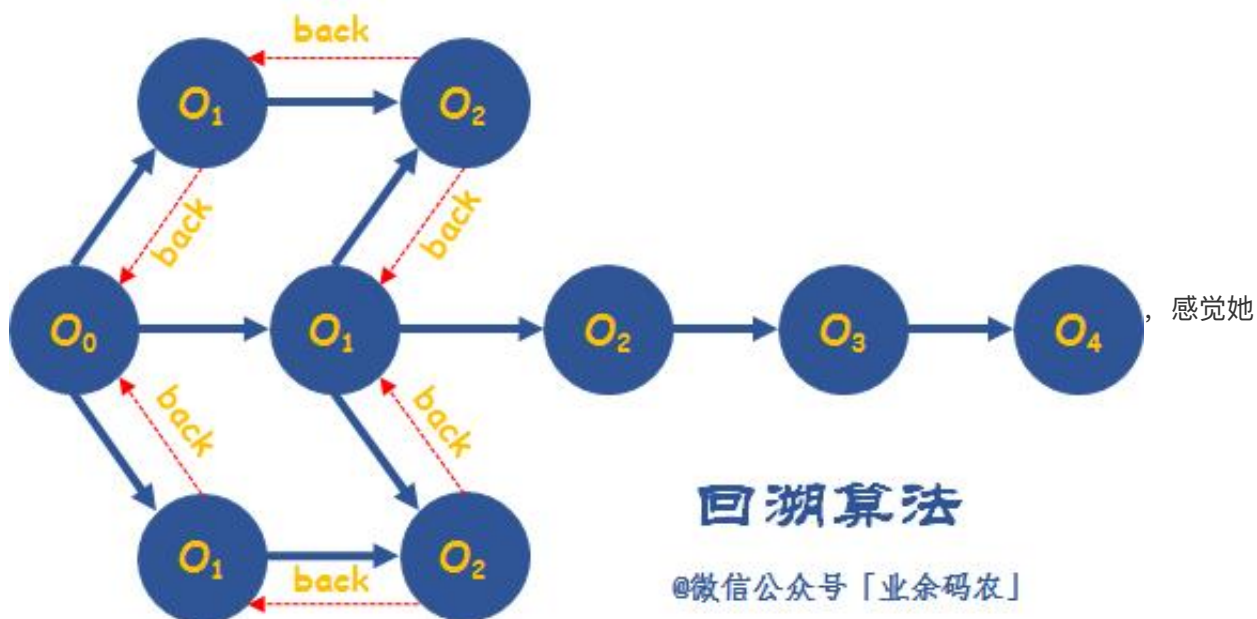 back
O₁
O₂
back
back
O₀
O₁
O₂
O₃
O₄
，感觉她
back
back
O₁
O₂
back
回溯算法
@微信公众号「业余码农」